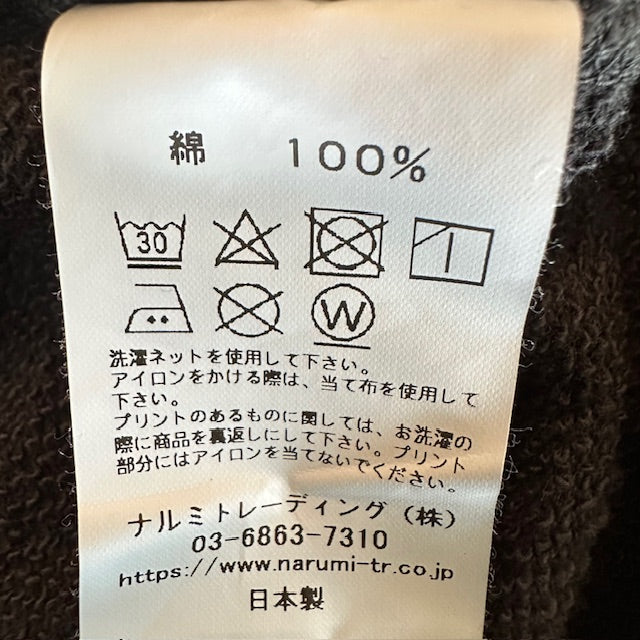 綿 100%
30
W
洗濯ネットを使用して下さい。
アイロンをかける際は、当て布を使用して
下さい。
プリントのあるものに関しては、お洗濯の
際に商品を裏返しにして下さい。プリント
部分にはアイロンを当てないでください。
ナルミトレーディング(株)
03-6863-7310
https://www.narumi-tr.co.jp
日本製